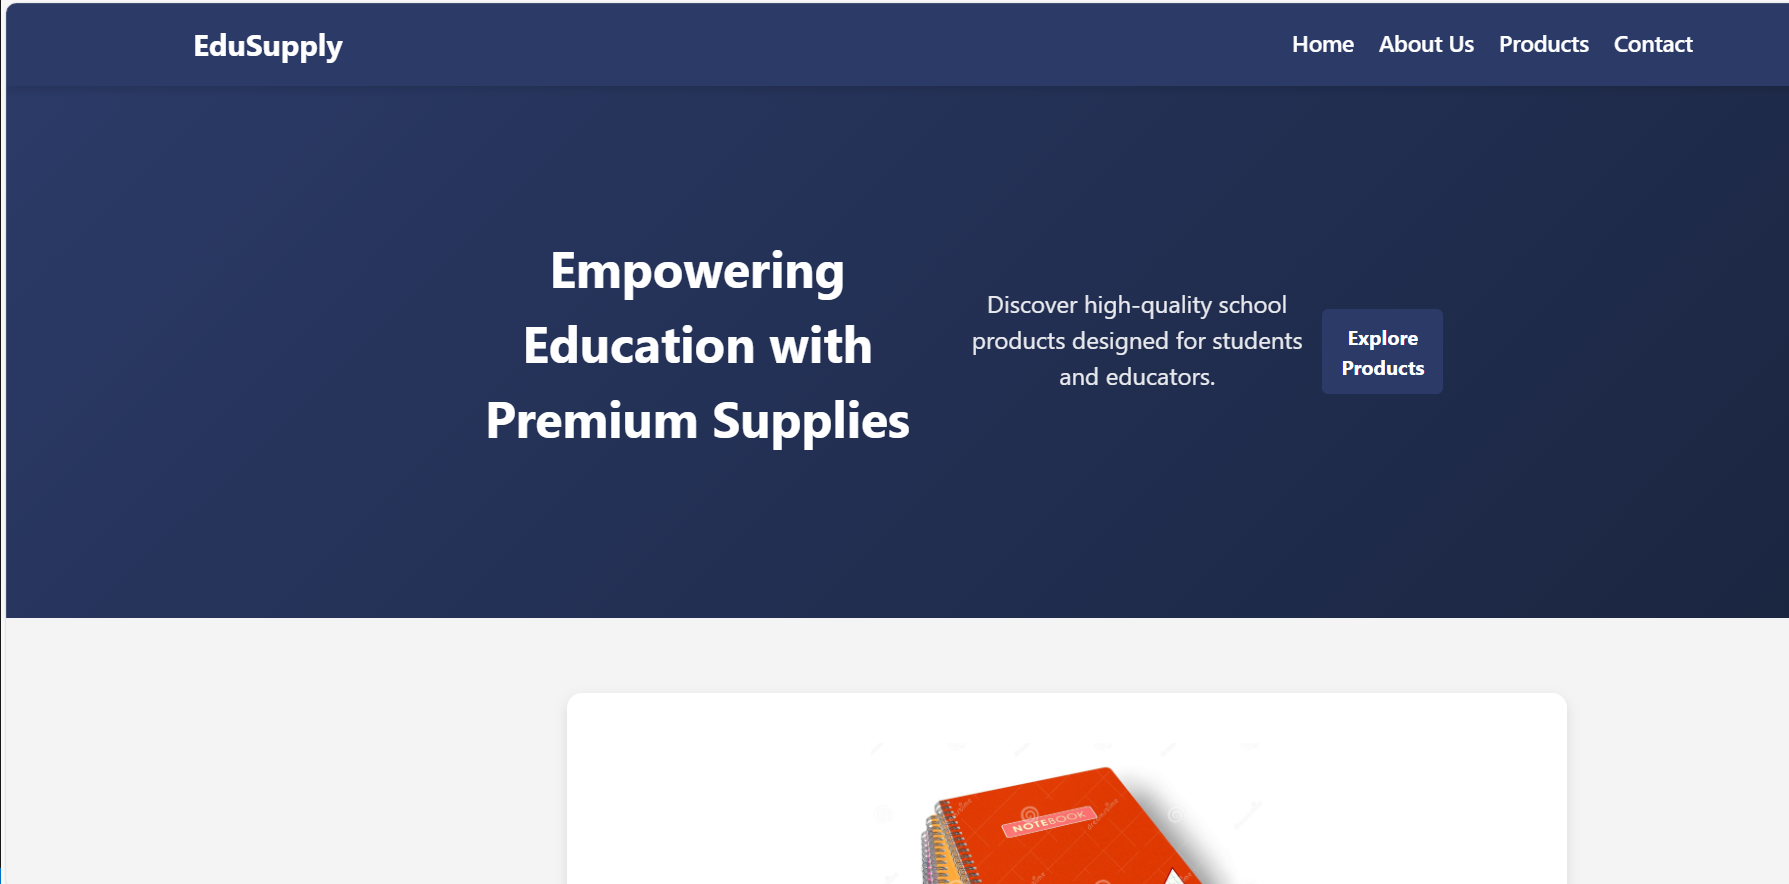 EduSupply
Home About Us Products Contact
Empowering
Education with
Premium Supplies
Discover high-quality school
products designed for students
and educators.
Explore
Products
NOTEBOOK
dreamstime